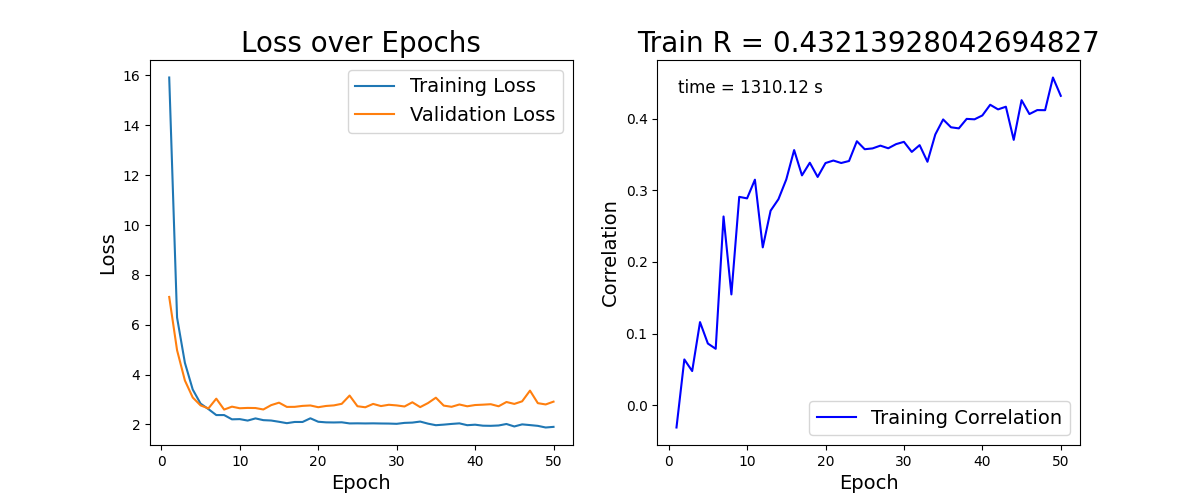 Loss over Epochs
16
14
12
10
8
6
4
2
Loss
Training Loss
Validation Loss
0 10 20 30 40 50
Epoch
Train R = 0.43213928042694827
time = 1310.12 s
0.4
0.3
0.2
0.1
0.0
Correlation
Training Correlation
0 10 20 30 40 50
Epoch